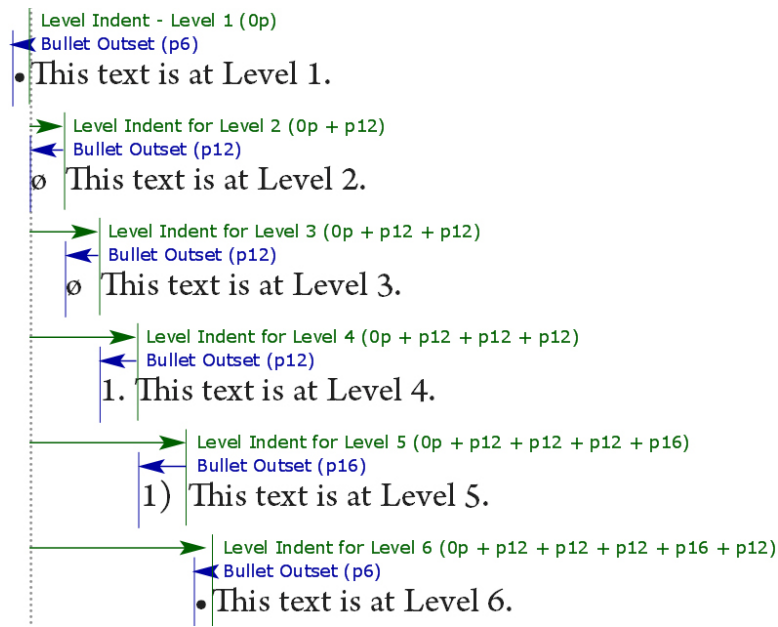 Level Indent - Level 1 (0p)
Bullet Outset (p6)
•This text is at Level 1.
Level Indent for Level 2 (0p + p12)
Bullet Outset (p12)
ø This text is at Level 2.
Level Indent for Level 3 (0p + p12 + p12)
Bullet Outset (p12)
ø This text is at Level 3.
Level Indent for Level 4 (0p + p12 + p12 + p12)
Bullet Outset (p12)
1. This text is at Level 4.
Level Indent for Level 5 (0p + p12 + p12 + p12 + p16)
Bullet Outset (p16)
1) This text is at Level 5.
Level Indent for Level 6 (0p + p12 + p12 + p12 + p16 + p12)
Bullet Outset (p6)
•This text is at Level 6.